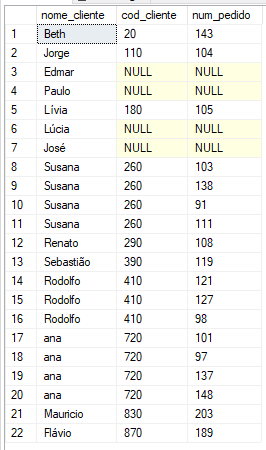 nome_cliente cod_cliente num_pedido
1 Beth 20 143
2 Jorge 110 104
3 Edmar NULL NULL
4 Paulo NULL NULL
5 Lívia 180 105
6 Lúcia NULL NULL
7 José NULL NULL
8 Susana 260 103
9 Susana 260 138
10 Susana 260 91
11 Susana 260 111
12 Renato 290 108
13 Sebastião 390 119
14 Rodolfo 410 121
15 Rodolfo 410 127
16 Rodolfo 410 98
17 ana 720 101
18 ana 720 97
19 ana 720 137
20 ana 720 148
21 Mauricio 830 203
22 Flávio 870 189